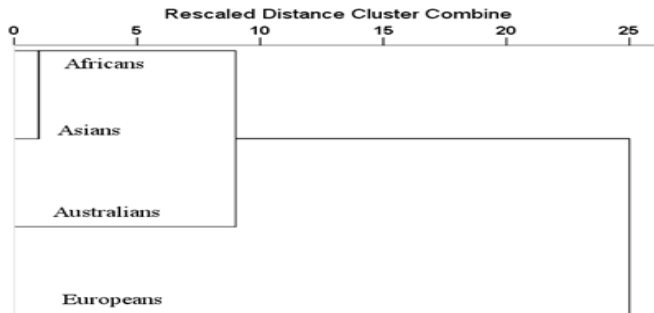 Rescaled Distance Cluster Combine
0 5 10 15 20 25
Africans
Asians
Australians
Europeans